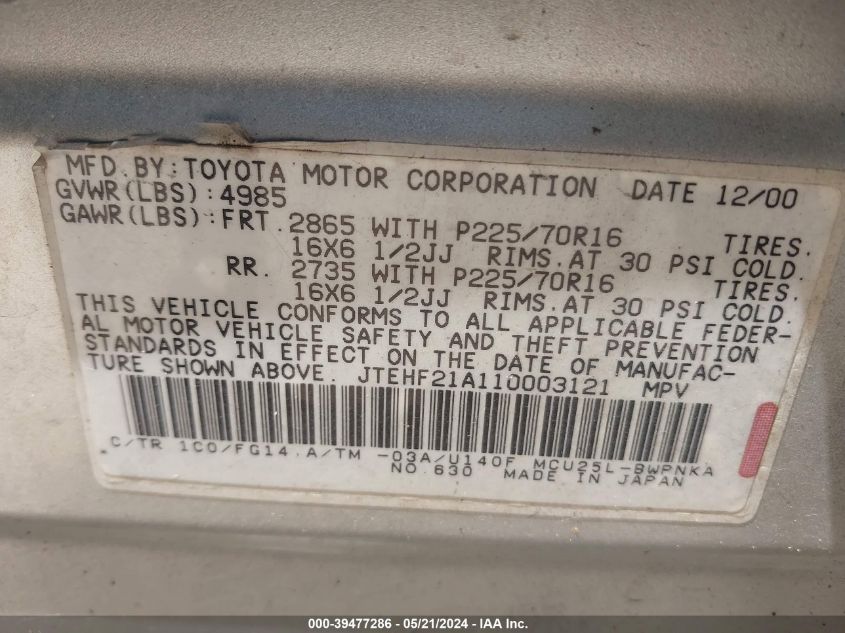 MFD. BY: TOYOTA MOTOR CORPORATION DATE 12/00
GVWR(LBS): 4985
GAWR(LBS): FRT. 2865 WITH P225/70R16 TIRES.
16X6 1/2JJ RIMS. AT 30 PSI COLD.
RR. 2735 WITH P225/70R16 TIRES.
16X6 1/2JJ RIMS. AT 30 PSI COLD.
THIS VEHICLE CONFORMS TO ALL APPLICABLE FEDER-
AL MOTOR VEHICLE SAFETY AND THEFT PREVENTION
STANDARDS IN EFFECT ON THE DATE OF MANUFAC-
TURE SHOWN ABOVE. JTEHF21A110003121 MPV
C/TR 1C0/FG14. A/TM -03A/U140F MCU25L-BWPNKA
NO. 630 MADE IN JAPAN
000-39477286 - 05/21/2024 - IAA Inc.